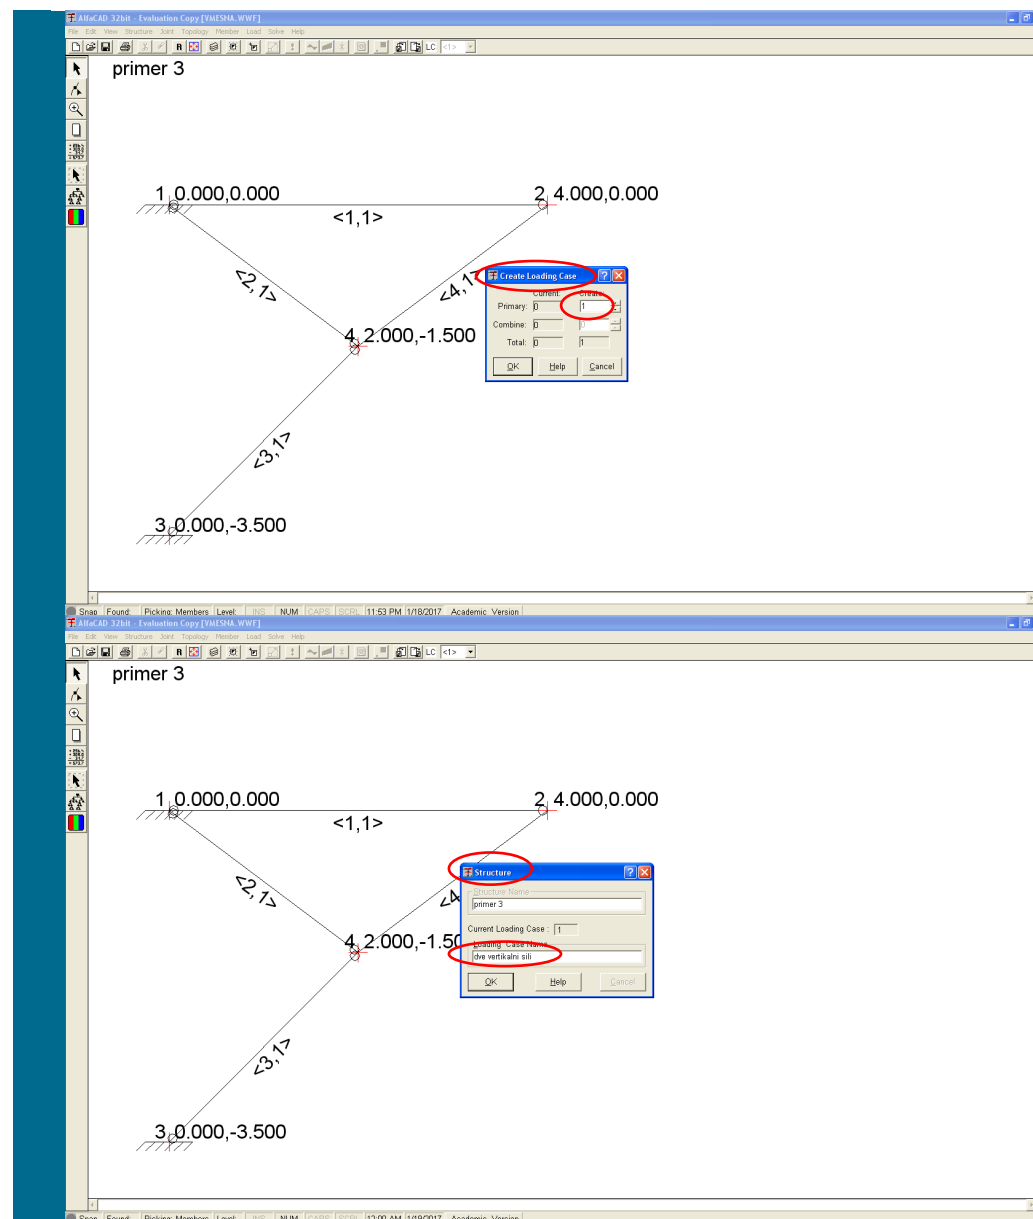 AlfaCAD 32bit - Evaluation Copy [VMESNA.WWF]
File Edit View Structure Joint Topology Member Load Solve Help
R LC <1>
primer 3
1 0.000,0.000
2 4.000,0.000
<1,1>
<2,1>
<4,1>
Create Loading Case
Current: Create:
Primary: 0 1
Combine: 0 0
Total: 0 1
OK Help Cancel
4 2.000,-1.500
<3,1>
3 0.000,-3.500
Snap Found: Picking: Members Level: INS NUM CAPS SCRL 11:53 PM 1/18/2017 Academic Version
AlfaCAD 32bit - Evaluation Copy [VMESNA.WWF]
File Edit View Structure Joint Topology Member Load Solve Help
R LC <1>
primer 3
1 0.000,0.000
2 4.000,0.000
<1,1>
<2,1>
<4
Structure
Structure Name
primer 3
Current Loading Case : 1
Loading Case Name
dve vertikalni sili
OK Help Cancel
4 2.000,-1.50
<3,1>
3 0.000,-3.500
Snap Found: Picking: Members Level: INS NUM CAPS SCRL 12:00 AM 1/19/2017 Academic Version